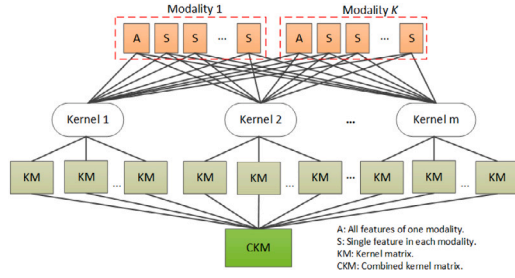 Modality 1 Modality K
A S S ... S A S S ... S
Kernel 1 Kernel 2 ... Kernel m
KM KM ... KM KM KM ... KM ... KM KM ... KM
CKM
A: All features of one modality.
S: Single feature in each modality.
KM: Kernel matrix.
CKM: Combined kernel matrix.